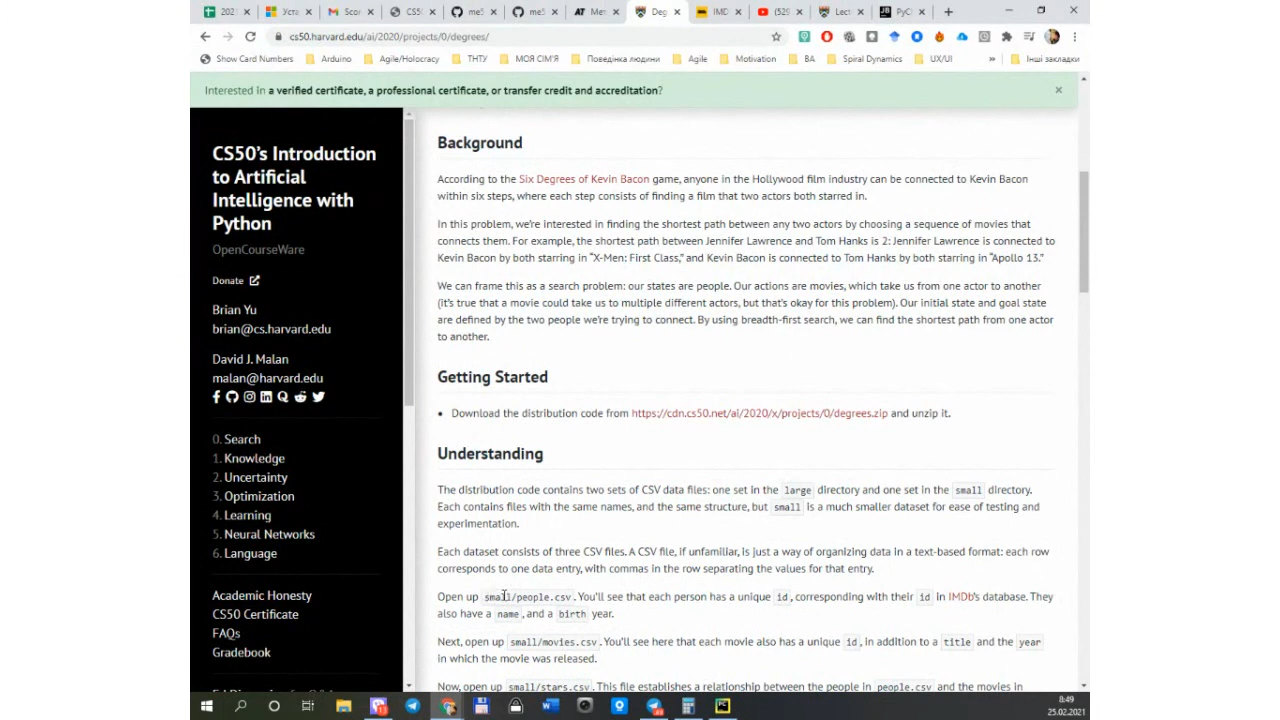 202
Уста
Scor
CS5(
me5
me5
Me
Deg
IMD
(529
Lect
PyC
cs50.harvard.edu/ai/2020/projects/0/degrees/
Show Card Numbers
Arduino
Agile/Holocracy
ТНТУ
МОЯ СІМ'Я
Поведінка людини
Agile
Motivation
BA
Spiral Dynamics
UX/UI
»
Інші закладки
Interested in a verified certificate, a professional certificate, or transfer credit and accreditation?
CS50's Introduction
to Artificial
Intelligence with
Python
OpenCourseWare
Donate
Brian Yu
brian@cs.harvard.edu
David J. Malan
malan@harvard.edu
0. Search
1. Knowledge
2. Uncertainty
3. Optimization
4. Learning
5. Neural Networks
6. Language
Academic Honesty
CS50 Certificate
FAQs
Gradebook
Background
According to the Six Degrees of Kevin Bacon game, anyone in the Hollywood film industry can be connected to Kevin Bacon
within six steps, where each step consists of finding a film that two actors both starred in.
In this problem, we're interested in finding the shortest path between any two actors by choosing a sequence of movies that
connects them. For example, the shortest path between Jennifer Lawrence and Tom Hanks is 2: Jennifer Lawrence is connected to
Kevin Bacon by both starring in “X-Men: First Class,” and Kevin Bacon is connected to Tom Hanks by both starring in “Apollo 13.”
We can frame this as a search problem: our states are people. Our actions are movies, which take us from one actor to another
(it's true that a movie could take us to multiple different actors, but that's okay for this problem). Our initial state and goal state
are defined by the two people we're trying to connect. By using breadth-first search, we can find the shortest path from one actor
to another.
Getting Started
• Download the distribution code from https://cdn.cs50.net/ai/2020/x/projects/0/degrees.zip and unzip it.
Understanding
The distribution code contains two sets of CSV data files: one set in the large directory and one set in the small directory.
Each contains files with the same names, and the same structure, but small is a much smaller dataset for ease of testing and
experimentation.
Each dataset consists of three CSV files. A CSV file, if unfamiliar, is just a way of organizing data in a text-based format: each row
corresponds to one data entry, with commas in the row separating the values for that entry.
Open up small/people.csv. You'll see that each person has a unique id, corresponding with their id in IMDb's database. They
also have a name, and a birth year.
Next, open up small/movies.csv. You'll see here that each movie also has a unique id, in addition to a title and the year
in which the movie was released.
Now, open up small/stars.csv. This file establishes a relationship between the people in people.csv and the movies in
8:49
25.02.2021